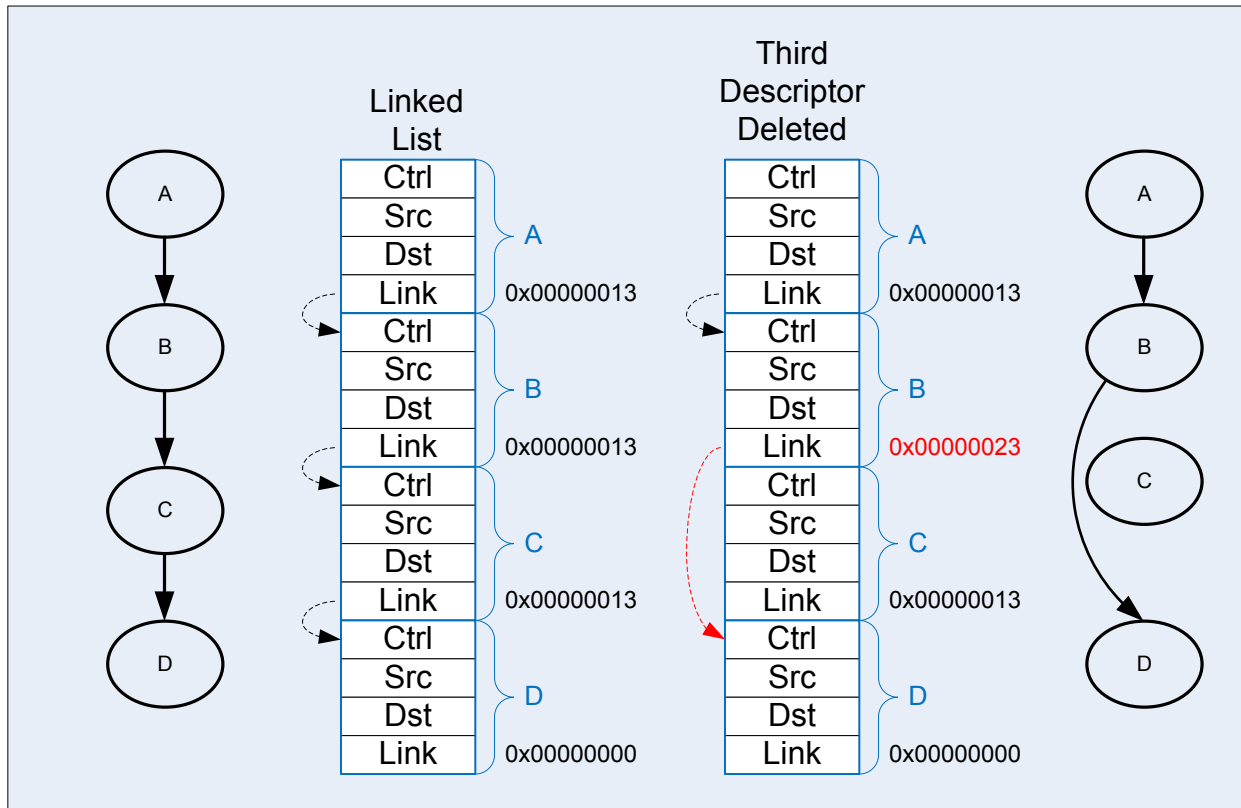 Linked
List
Third
Descriptor
Deleted
A
B
C
D
Ctrl
Src
Dst
Link
A
0x00000013
Ctrl
Src
Dst
Link
B
0x00000013
Ctrl
Src
Dst
Link
C
0x00000013
Ctrl
Src
Dst
Link
D
0x00000000
Ctrl
Src
Dst
Link
A
0x00000013
Ctrl
Src
Dst
Link
B
0x00000023
Ctrl
Src
Dst
Link
C
0x00000013
Ctrl
Src
Dst
Link
D
0x00000000
A
B
C
D